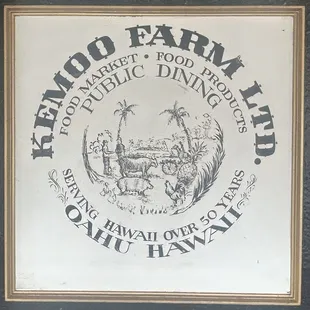 KEMOO FARM LTD.
FOOD MARKET • FOOD PRODUCTS
PUBLIC DINING
SERVING HAWAII OVER 50 YEARS
OAHU HAWAII